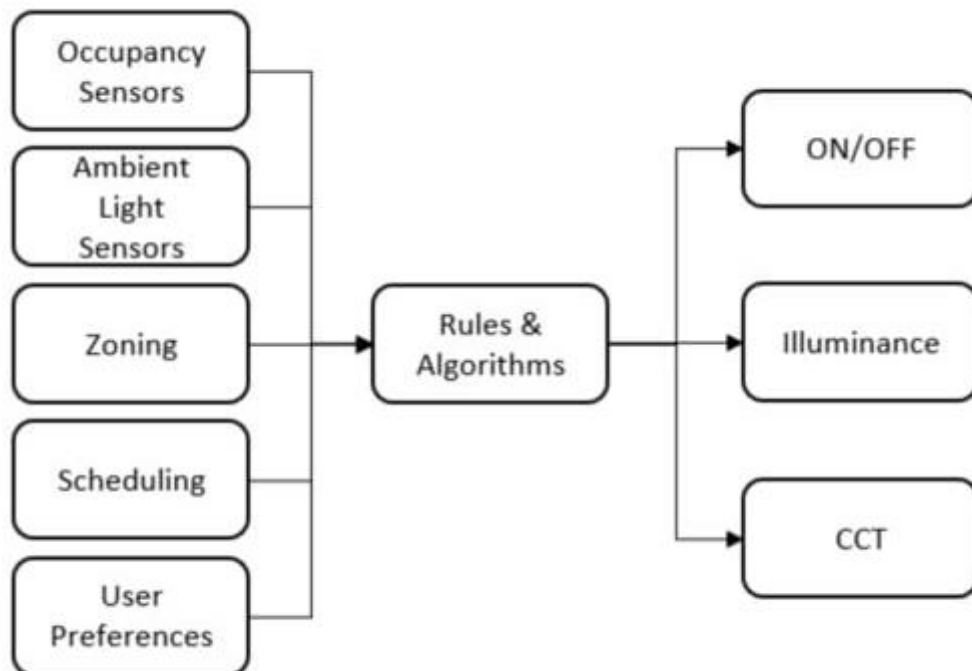 Occupancy
Sensors
Ambient
Light
Sensors
Zoning
Scheduling
User
Preferences
Rules &
Algorithms
ON/OFF
Illuminance
CCT